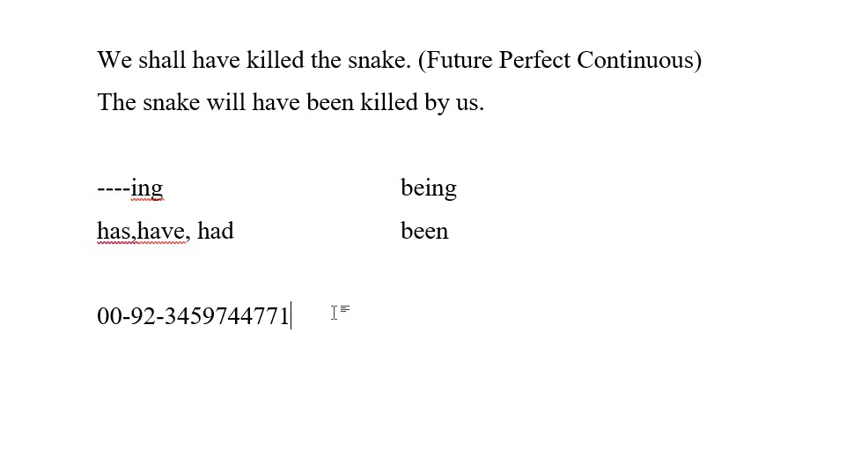 We shall have killed the snake. (Future Perfect Continuous)
The snake will have been killed by us.
----ing being
has,have, had been
00-92-3459744771